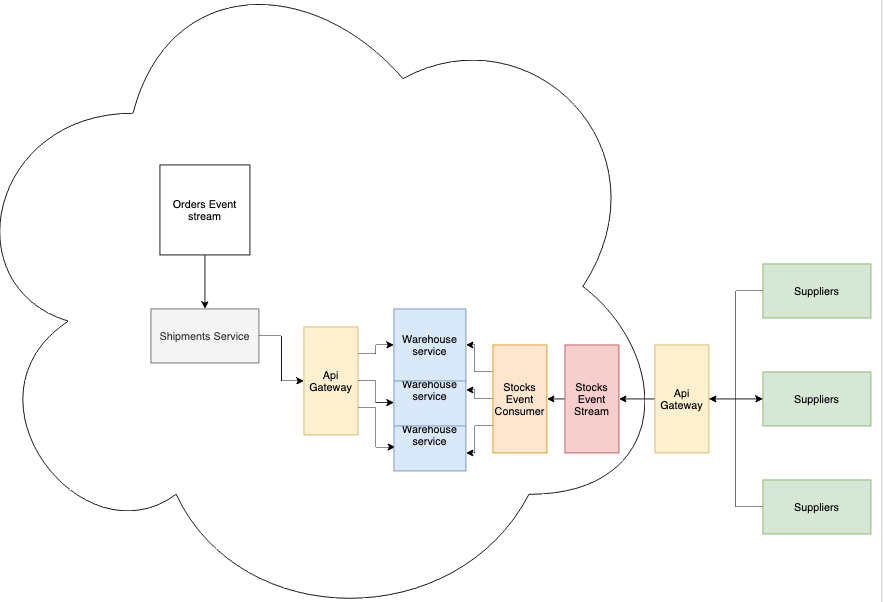 Orders Event
stream
Shipments Service
Api
Gateway
Warehouse
service
Warehouse
service
Warehouse
service
Stocks
Event
Consumer
Stocks
Event
Stream
Api
Gateway
Suppliers
Suppliers
Suppliers